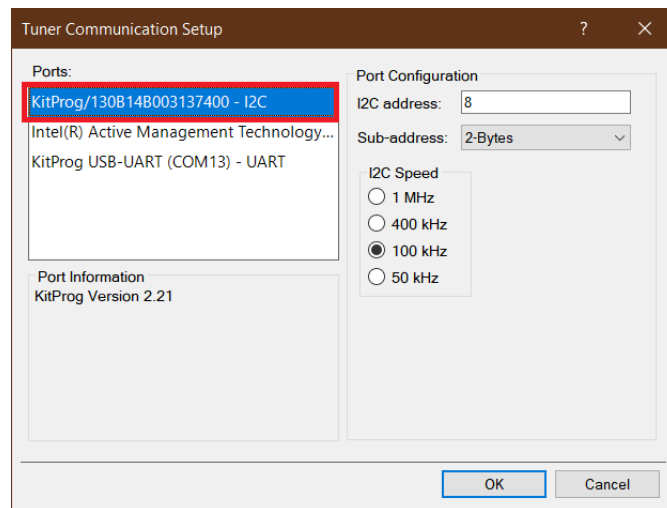 Tuner Communication Setup
?
Ports:
KitProg/130B14B003137400 - I2C
Intel(R) Active Management Technology...
KitProg USB-UART (COM13) - UART
Port Information
KitProg Version 2.21
Port Configuration
I2C address: 8
Sub-address: 2-Bytes
I2C Speed
1 MHz
400 kHz
100 kHz
50 kHz
OK Cancel